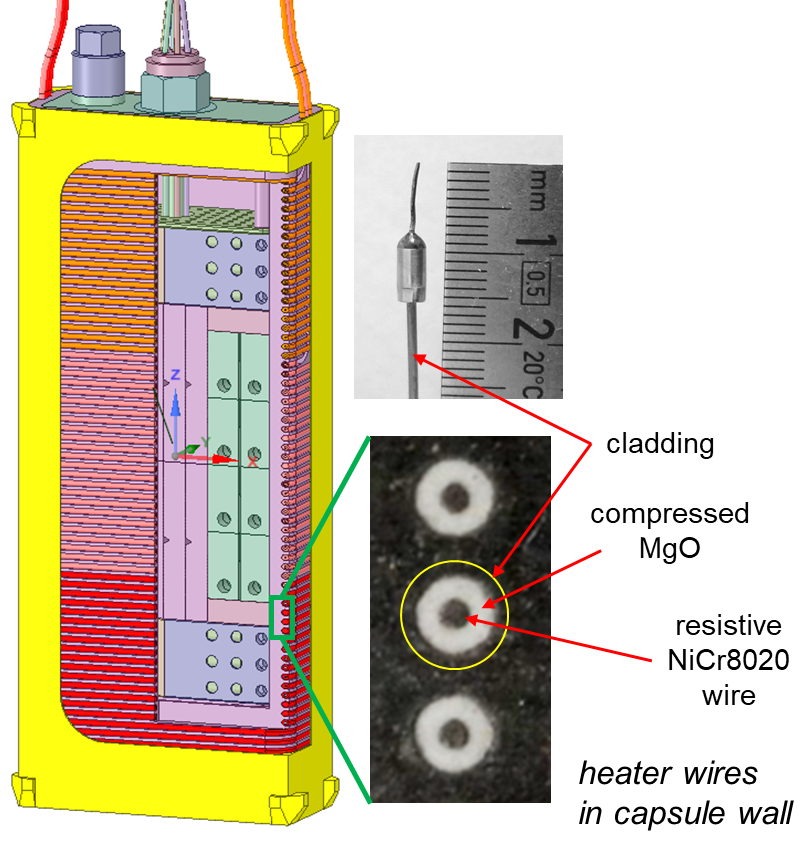 mm
1
0.5
2
20°C
Z
Y
X
cladding
compressed
MgO
resistive
NiCr8020
wire
heater wires
in capsule wall